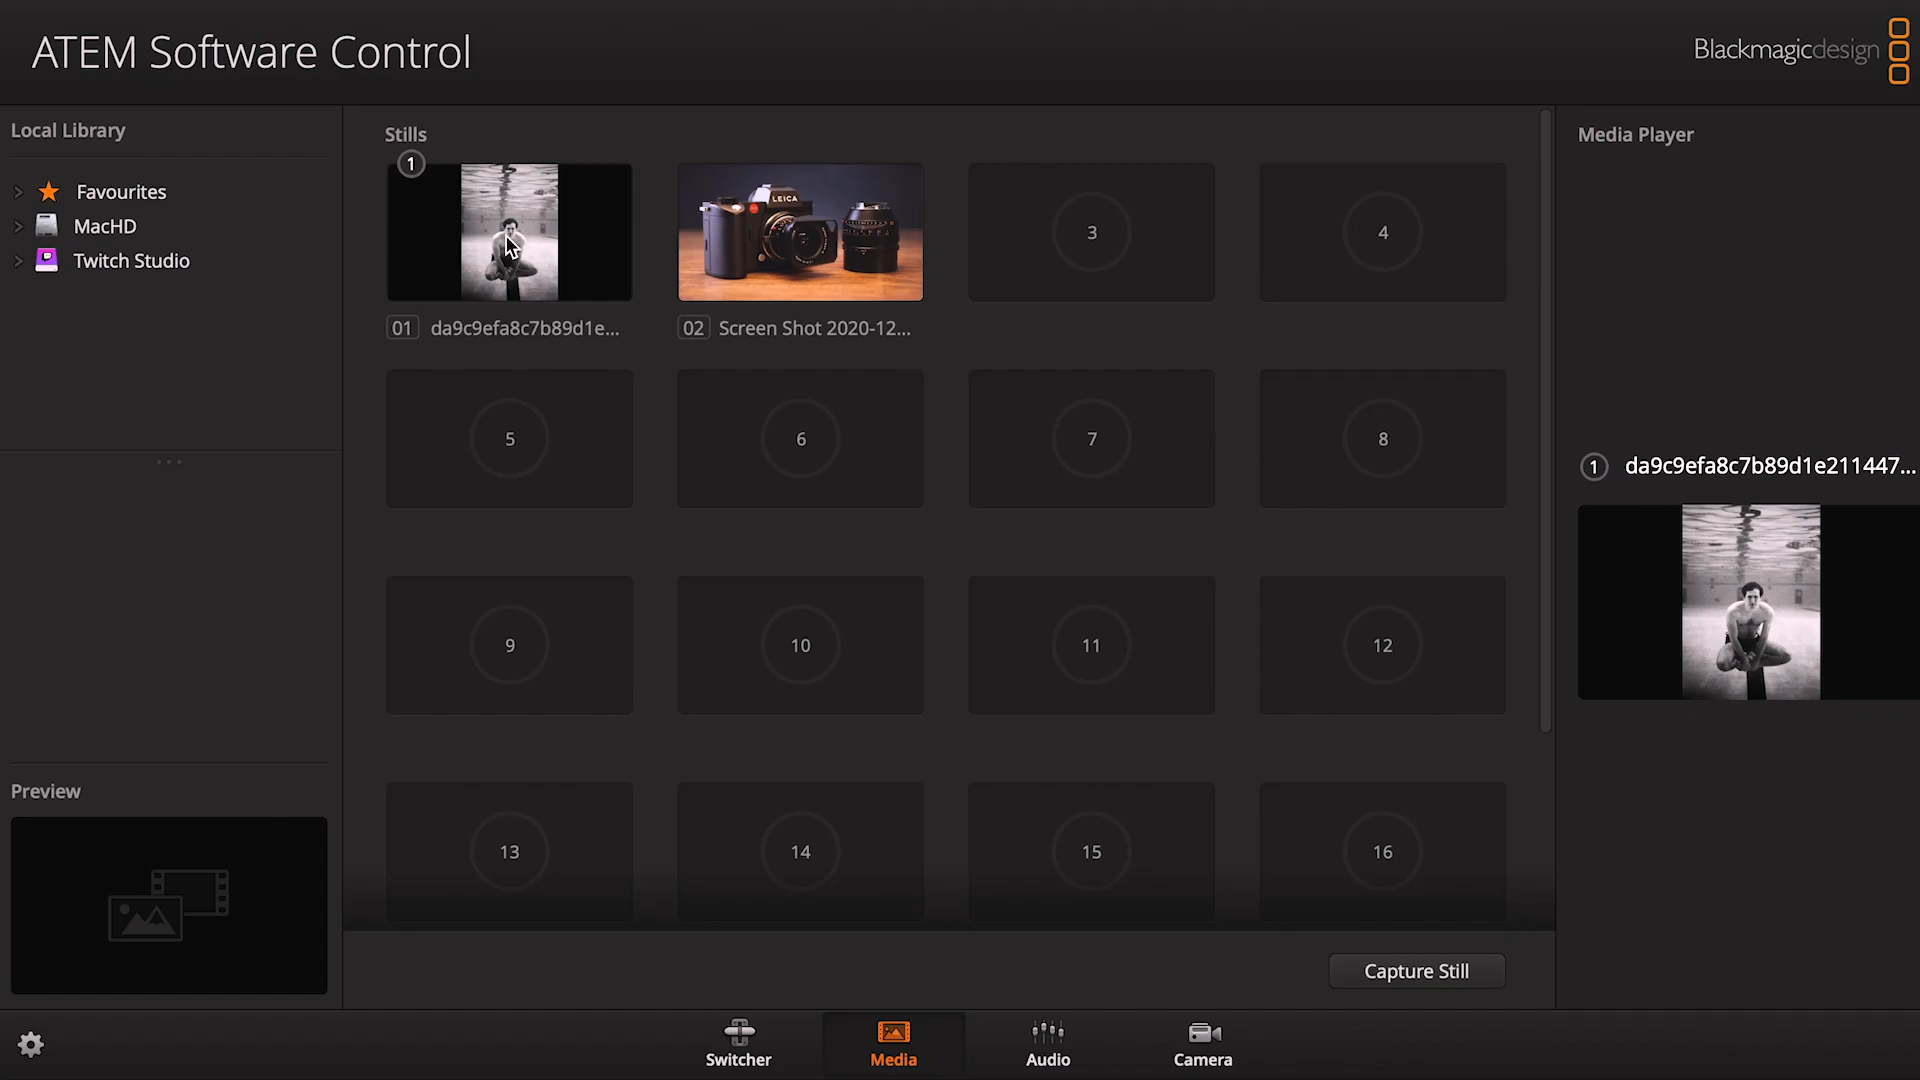 ATEM Software Control
Blackmagicdesign
Local Library
Favourites
MacHD
Twitch Studio
Preview
Stills
1
LEICA
01 da9c9efa8c7b89d1e...
02 Screen Shot 2020-12...
3
4
5
6
7
8
9
10
11
12
13
14
15
16
Capture Still
Media Player
1 da9c9efa8c7b89d1e211447...
Switcher
Media
Audio
Camera